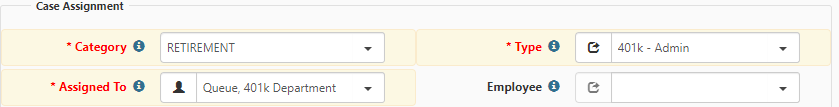 Case Assignment
* Category RETIREMENT * Type 401k - Admin
* Assigned To Queue, 401k Department Employee